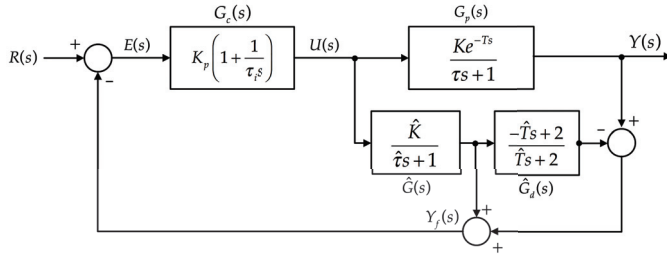 G_c(s) G_p(s)
R(s) + − E(s) K_p(1+1/(τ_i s)) U(s) Ke^{-Ts}/(τs+1) Y(s)
K̂/(τ̂s+1) (-T̂s+2)/(T̂s+2) − +
Ĝ(s) Ĝ_d(s)
Y_f(s) + +